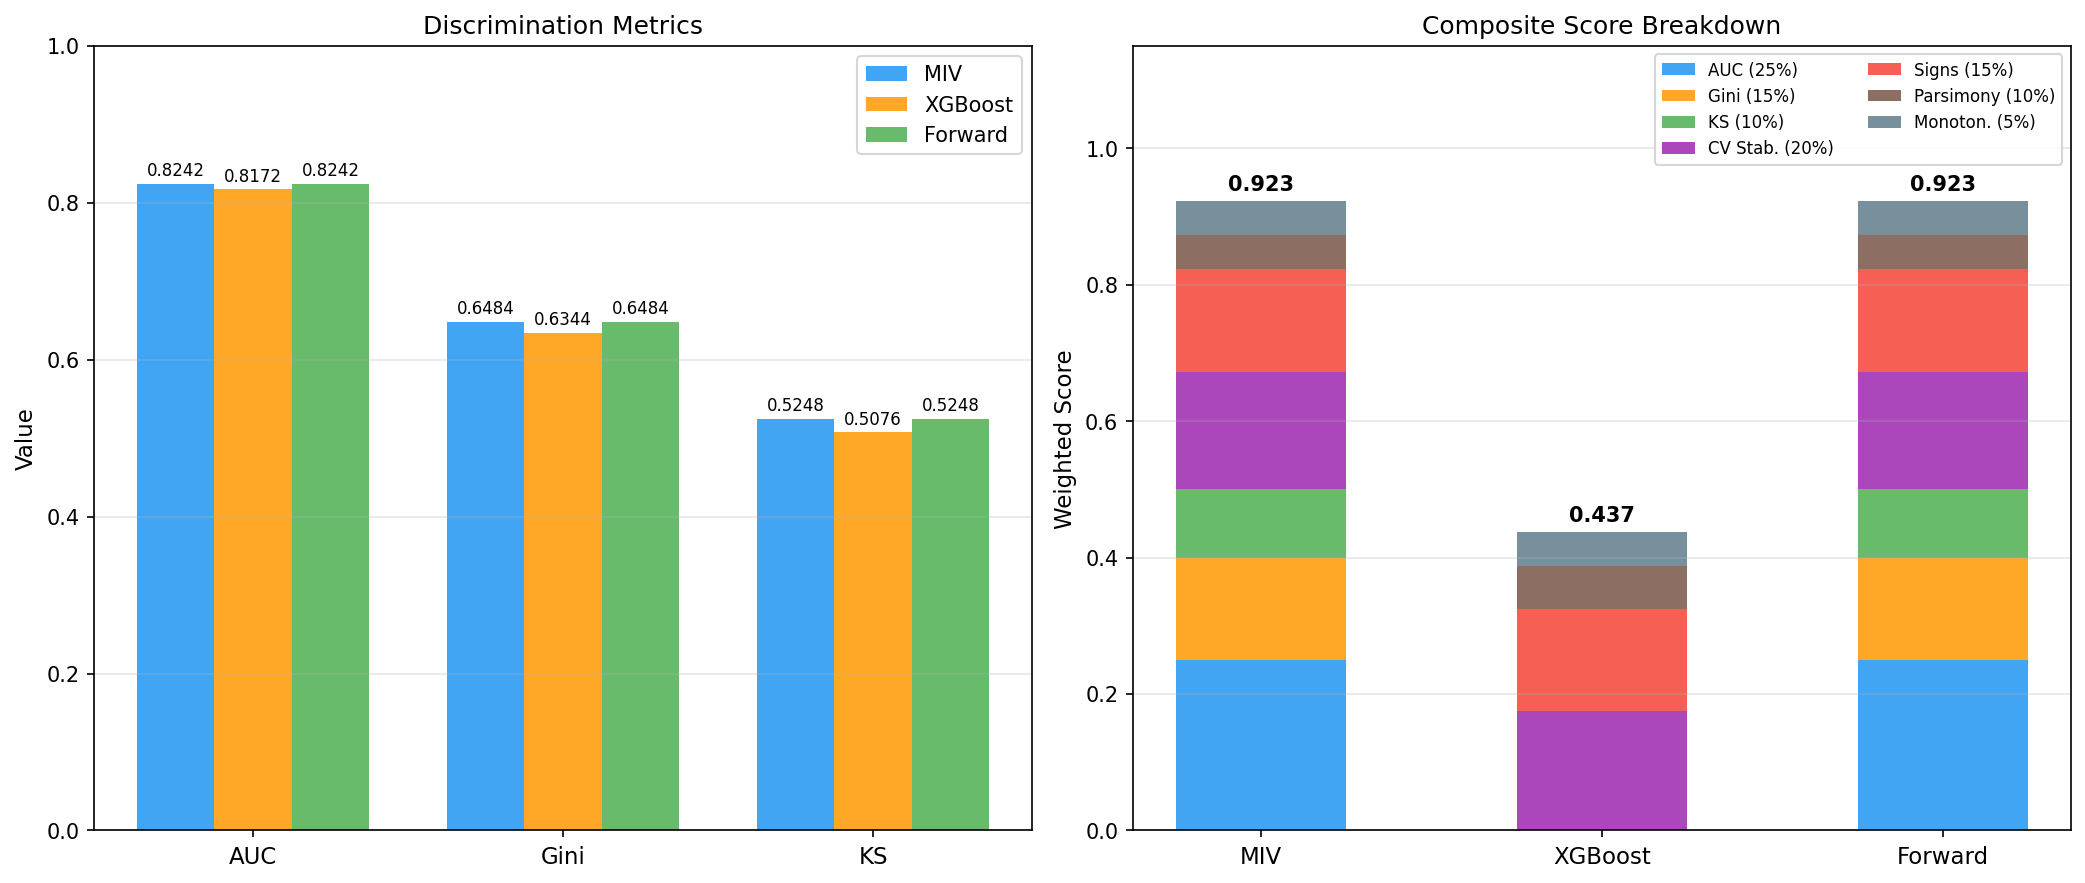 Discrimination Metrics
1.0
0.8
0.6
0.4
0.2
0.0
Value
MIV
XGBoost
Forward
0.8242
0.8172
0.8242
0.6484
0.6344
0.6484
0.5248
0.5076
0.5248
AUC
Gini
KS
Composite Score Breakdown
1.0
0.8
0.6
0.4
0.2
0.0
Weighted Score
AUC (25%)
Gini (15%)
KS (10%)
CV Stab. (20%)
Signs (15%)
Parsimony (10%)
Monoton. (5%)
0.923
0.437
0.923
MIV
XGBoost
Forward